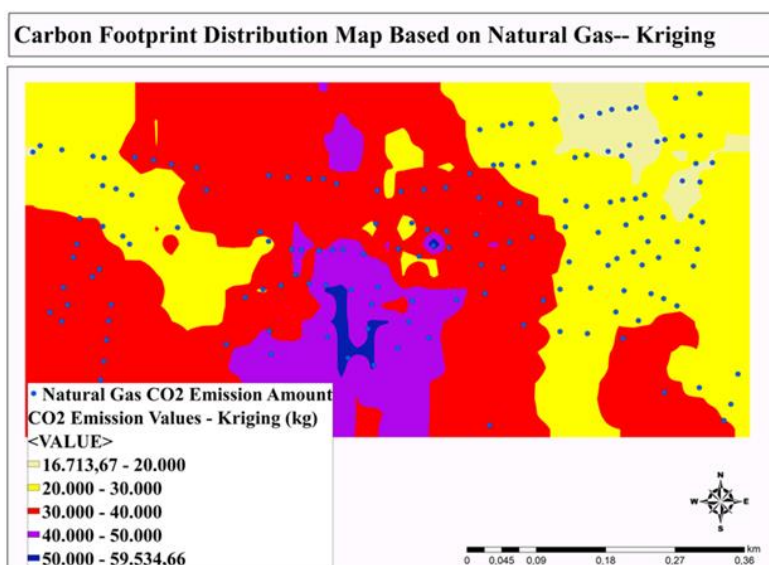 Carbon Footprint Distribution Map Based on Natural Gas-- Kriging
Natural Gas CO2 Emission Amount
CO2 Emission Values - Kriging (kg)
<VALUE>
16.713,67 - 20.000
20.000 - 30.000
30.000 - 40.000
40.000 - 50.000
50.000 - 59.534,66
N
W E
S
km
0 0,045 0,09 0,18 0,27 0,36